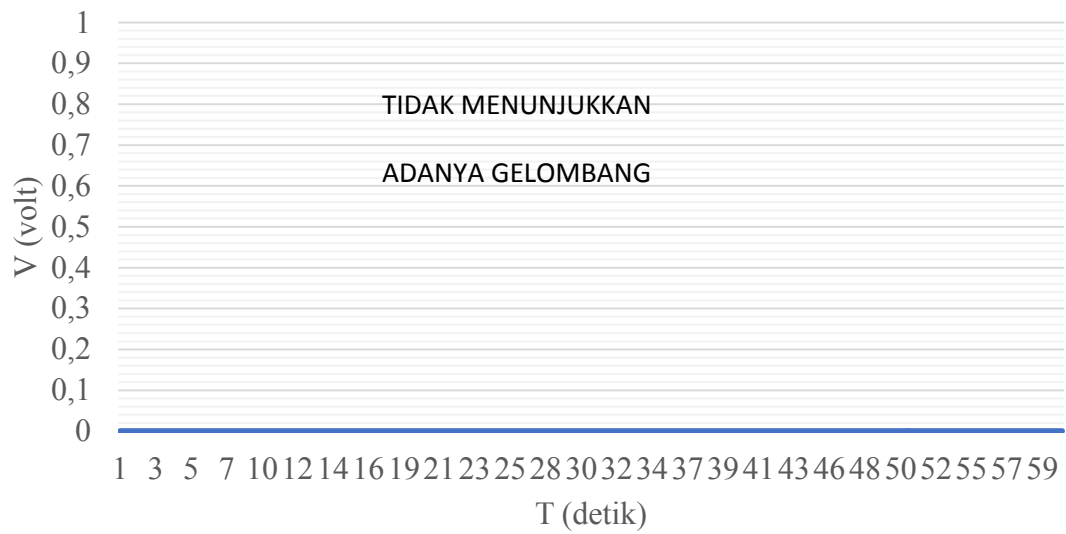 1
0,9
0,8
0,7
0,6
0,5
0,4
0,3
0,2
0,1
0
V (volt)
TIDAK MENUNJUKKAN
ADANYA GELOMBANG
1 3 5 7 10 12 14 16 19 21 23 25 28 30 32 34 37 39 41 43 46 48 50 52 55 57 59
T (detik)